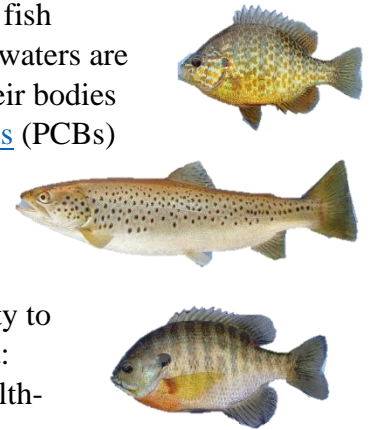 fish
waters are
eir bodies
s (PCBs)
ty to
:
lth-